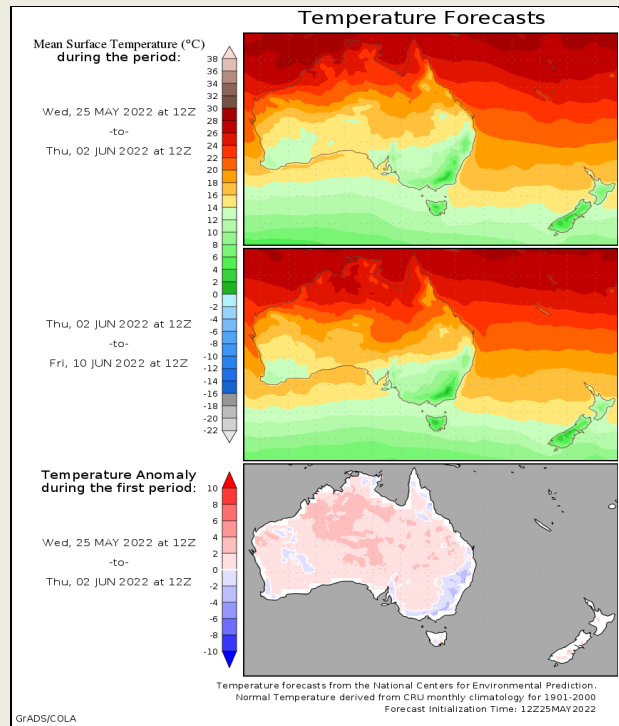 Temperature Forecasts
Mean Surface Temperature (°C)
during the period:
38
36
34
32
30
28
26
24
22
20
18
16
14
12
10
8
6
4
2
0
-2
-4
-6
-8
-10
-12
-14
-16
-18
-20
-22
Wed, 25 MAY 2022 at 12Z
-to-
Thu, 02 JUN 2022 at 12Z
Thu, 02 JUN 2022 at 12Z
-to-
Fri, 10 JUN 2022 at 12Z
Temperature Anomaly
during the first period:
10
8
6
4
2
0
-2
-4
-6
-8
-10
Wed, 25 MAY 2022 at 12Z
-to-
Thu, 02 JUN 2022 at 12Z
Temperature forecasts from the National Centers for Environmental Prediction.
Normal Temperature derived from CRU monthly climatology for 1901-2000
Forecast Initialization Time: 12Z25MAY2022
GrADS/COLA